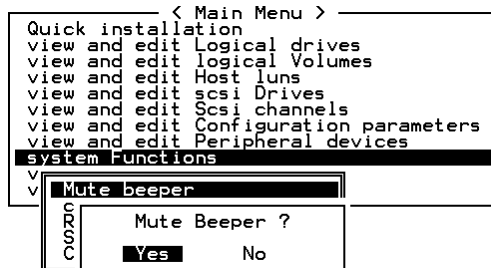 < Main Menu >
Quick installation
view and edit Logical drives
view and edit logical Volumes
view and edit Host luns
view and edit scsi Drives
view and edit Scsi channels
view and edit Configuration parameters
view and edit Peripheral devices
system Functions
v
v
Mute beeper
C
R
S
C
Mute Beeper ?
Yes No